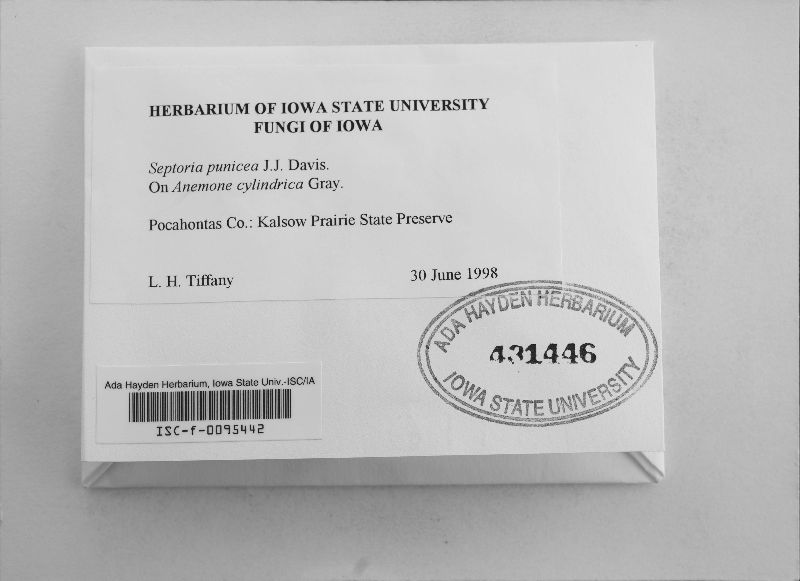 HERBARIUM OF IOWA STATE UNIVERSITY
FUNGI OF IOWA
Septoria punicea J.J. Davis.
On Anemone cylindrica Gray.
Pocahontas Co.: Kalsow Prairie State Preserve
L. H. Tiffany 30 June 1998
ADA HAYDEN HERBARIUM
431446
IOWA STATE UNIVERSITY
Ada Hayden Herbarium, Iowa State Univ.-ISC/IA
ISC-f-0095442